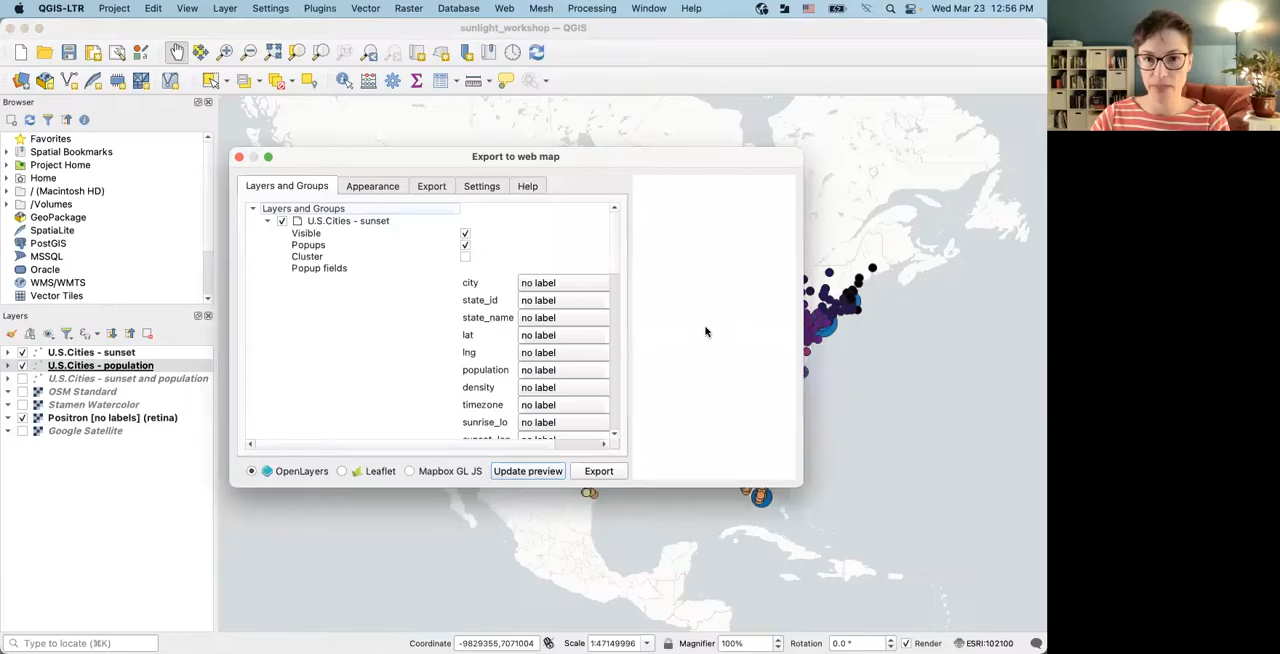 QGIS-LTR Project Edit View Layer Settings Plugins Vector Raster Database Web Mesh Processing Window Help Wed Mar 23 12:56 PM
sunlight_workshop — QGIS
Browser
Favorites
Spatial Bookmarks
Project Home
Home
/ (Macintosh HD)
/Volumes
GeoPackage
SpatiaLite
PostGIS
MSSQL
Oracle
WMS/WMTS
Vector Tiles
Layers
U.S.Cities - sunset
U.S.Cities - population
U.S.Cities - sunset and population
OSM Standard
Stamen Watercolor
Positron [no labels] (retina)
Google Satellite
Export to web map
Layers and Groups Appearance Export Settings Help
Layers and Groups
U.S.Cities - sunset
Visible
Popups
Cluster
Popup fields
city no label
state_id no label
state_name no label
lat no label
lng no label
population no label
density no label
timezone no label
sunrise_lo no label
OpenLayers Leaflet Mapbox GL JS Update preview Export
Type to locate (⌘K) Coordinate -9829355,7071004 Scale 1:47149996 Magnifier 100% Rotation 0.0 ° Render ESRI:102100